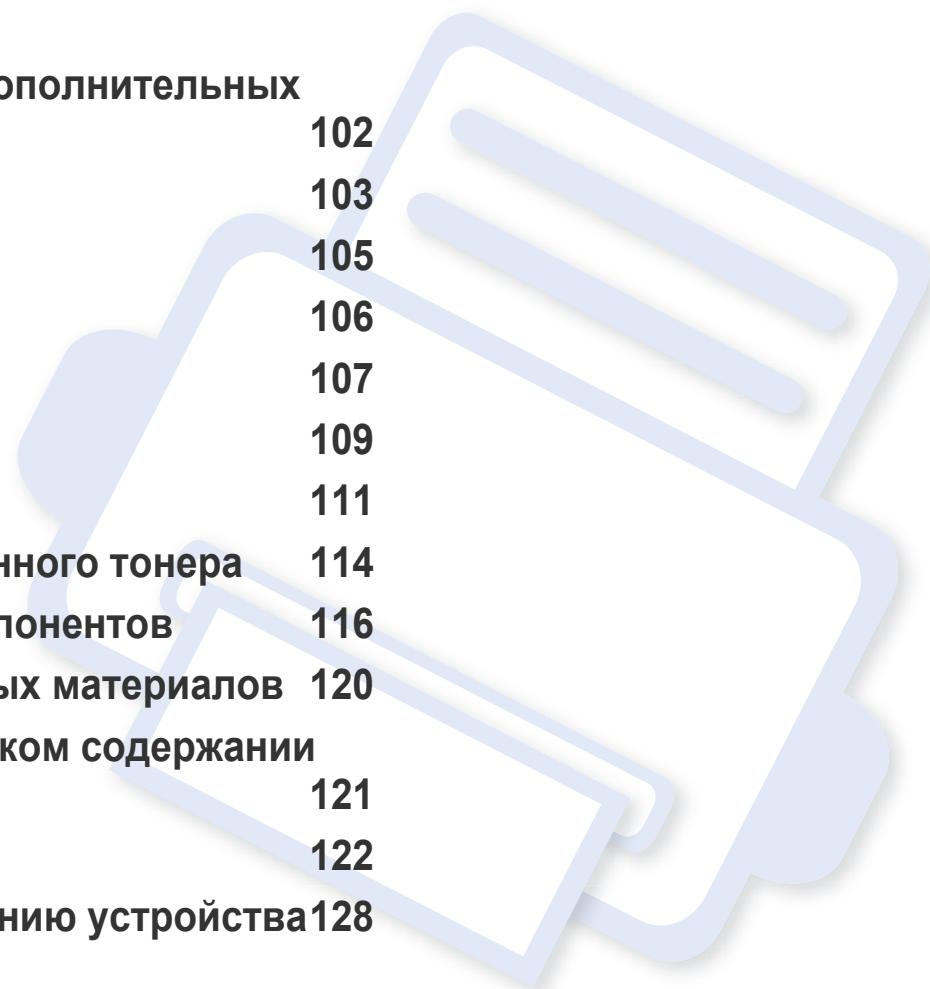 ополнительных
102
103
105
106
107
109
111
нного тонера 114
понентов 116
ых материалов 120
ком содержании
121
122
нию устройства128